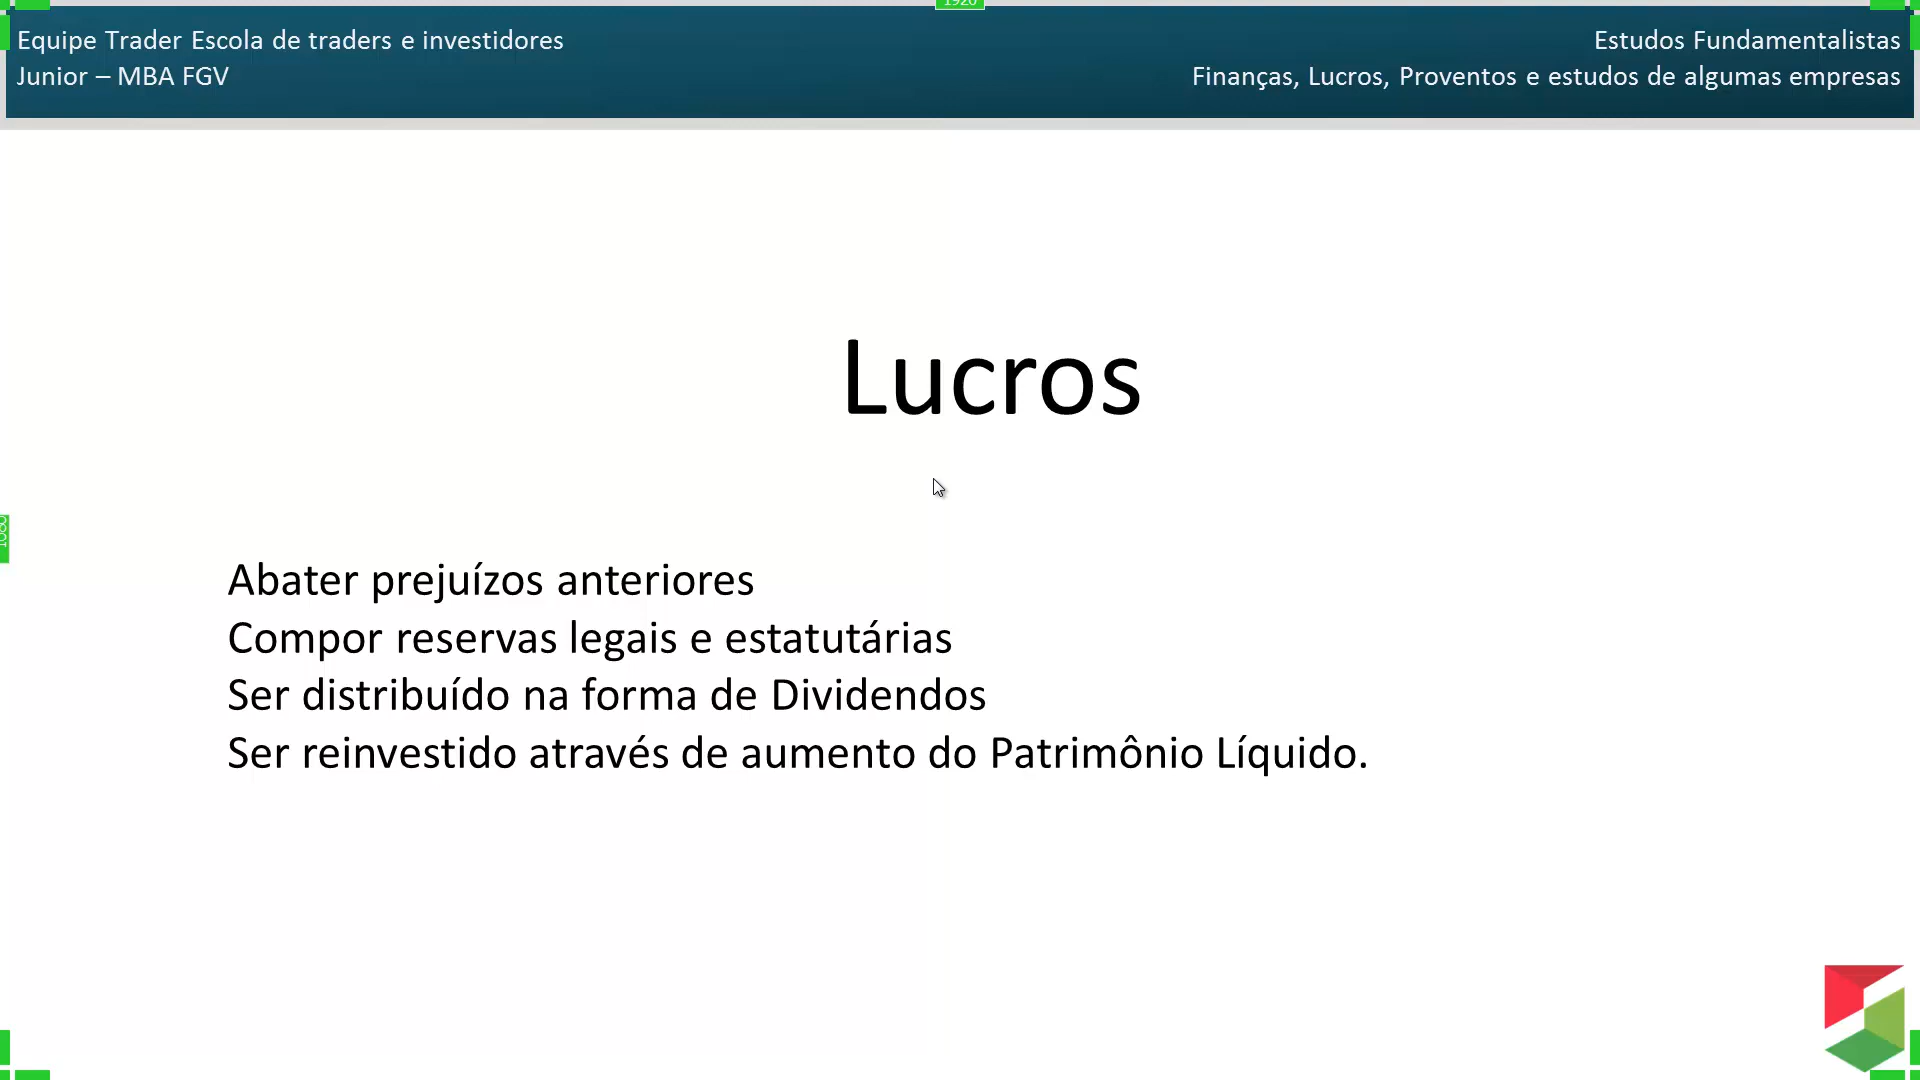 1920
Equipe Trader Escola de traders e investidores
Junior – MBA FGV
Estudos Fundamentalistas
Finanças, Lucros, Proventos e estudos de algumas empresas
Lucros
1080
Abater prejuízos anteriores
Compor reservas legais e estatutárias
Ser distribuído na forma de Dividendos
Ser reinvestido através de aumento do Patrimônio Líquido.